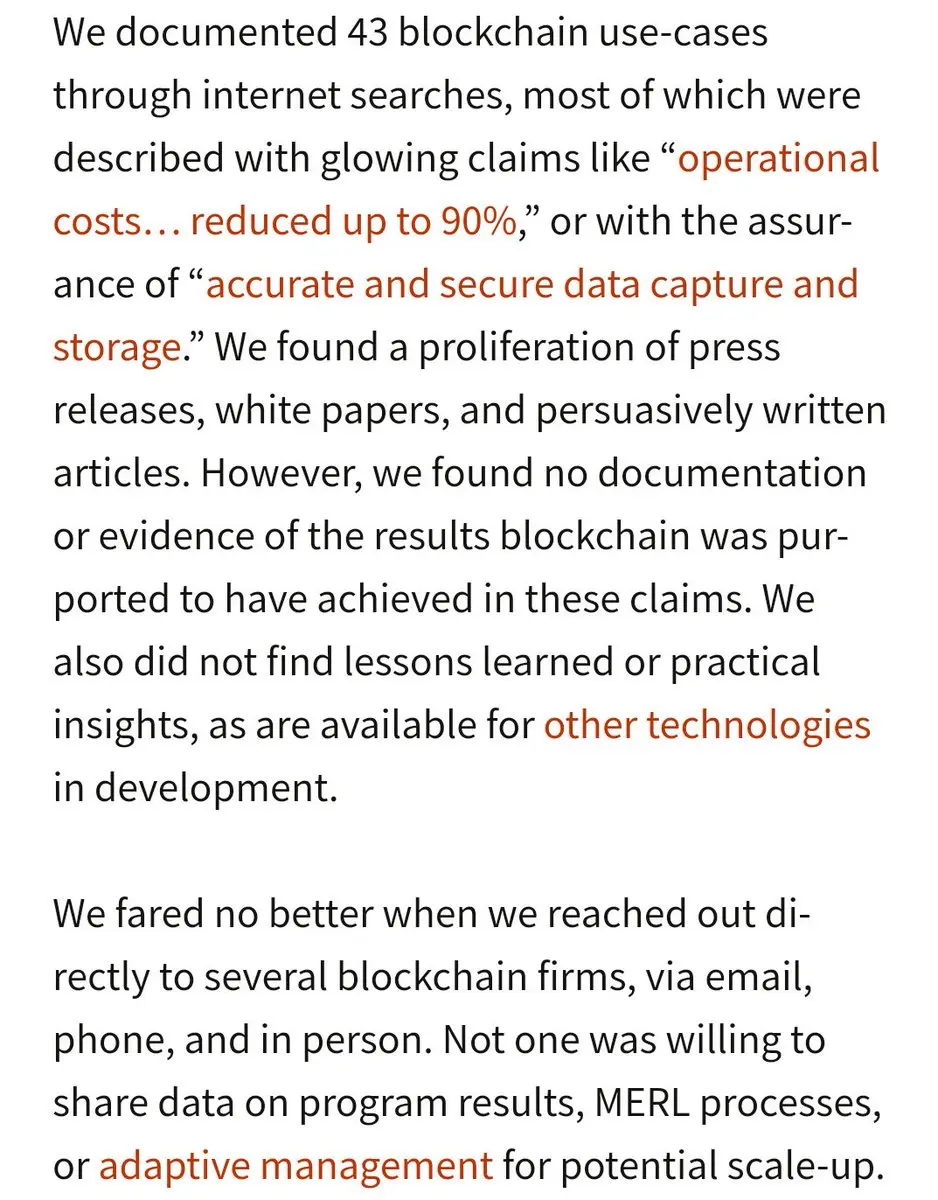 We documented 43 blockchain use-cases
through internet searches, most of which were
described with glowing claims like “operational
costs… reduced up to 90%,” or with the assur-
ance of “accurate and secure data capture and
storage.” We found a proliferation of press
releases, white papers, and persuasively written
articles. However, we found no documentation
or evidence of the results blockchain was pur-
ported to have achieved in these claims. We
also did not find lessons learned or practical
insights, as are available for other technologies
in development.
We fared no better when we reached out di-
rectly to several blockchain firms, via email,
phone, and in person. Not one was willing to
share data on program results, MERL processes,
or adaptive management for potential scale-up.